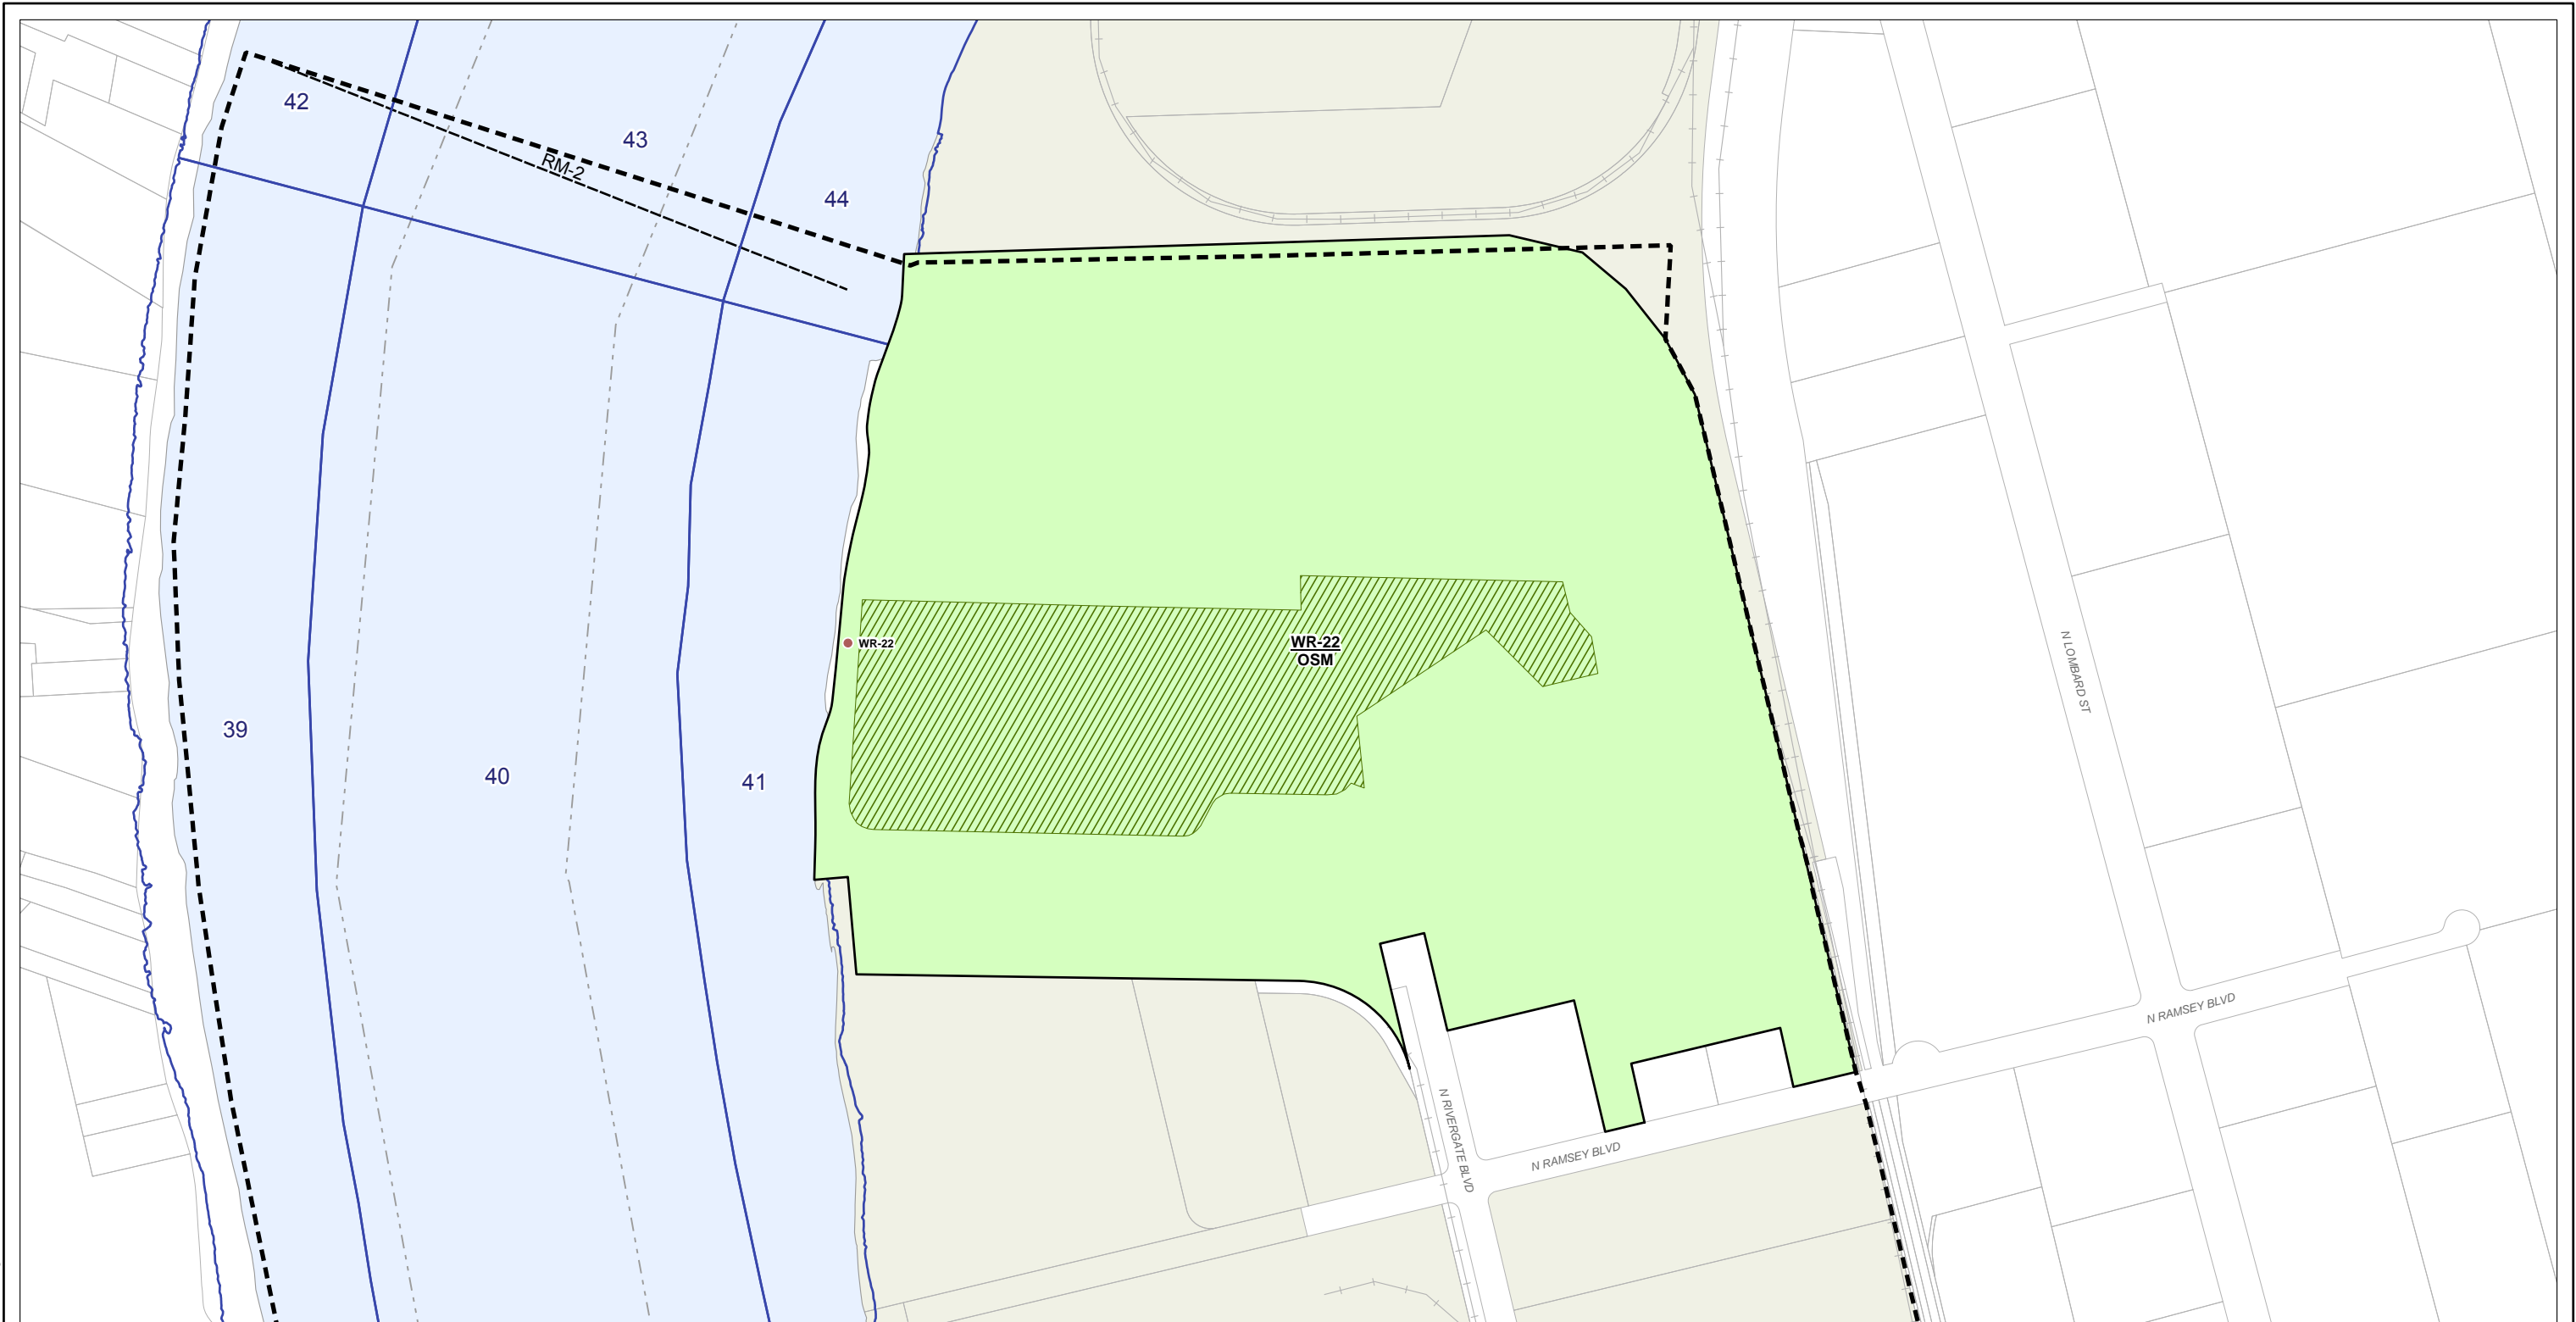 42
43
RM-2
44
WR-22
WR-22
OSM
N LOMBARD ST
39
40
41
N RAMSEY BLVD
N RIVERGATE BLVD
N RAMSEY BLVD